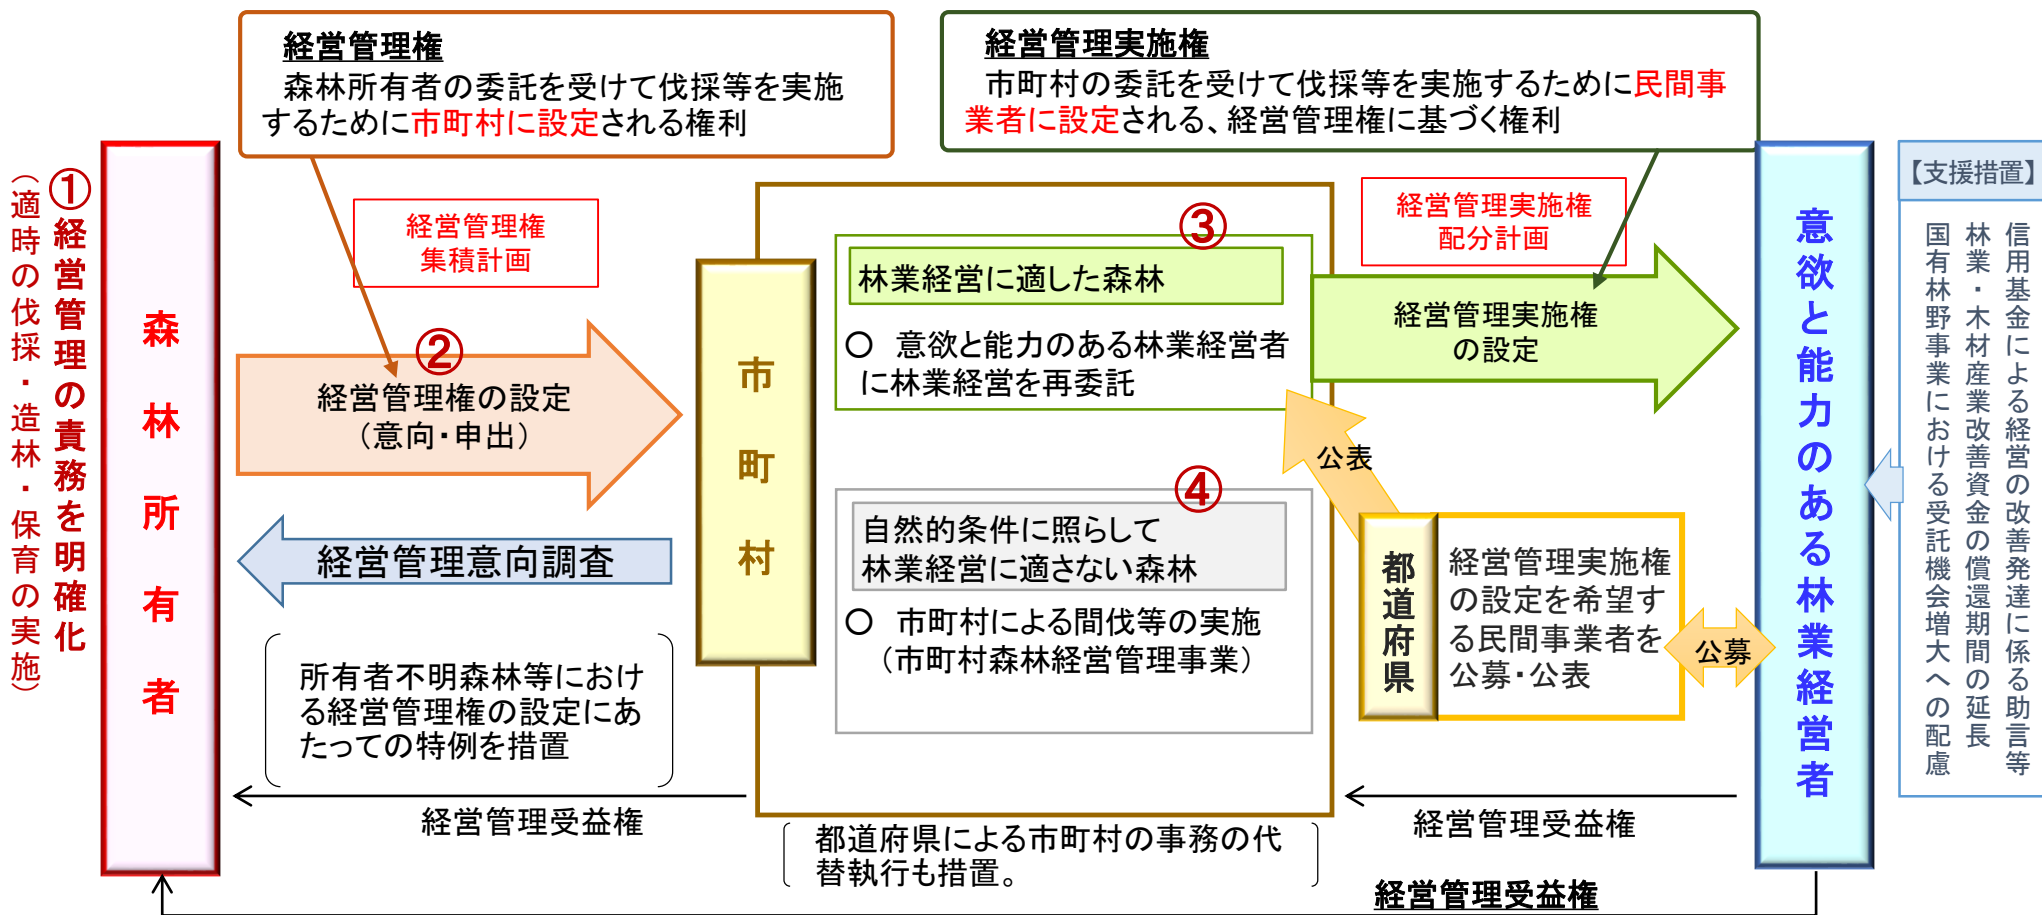 経営管理権
森林所有者の委託を受けて伐採等を実施
するために市町村に設定される権利
経営管理実施権
市町村の委託を受けて伐採等を実施するために民間事
業者に設定される、経営管理権に基づく権利
①経営管理の責務を明確化
（適時の伐採・造林・保育の実施）
森林所有者
経営管理権
集積計画
②
経営管理権の設定
（意向・申出）
経営管理意向調査
所有者不明森林等におけ
る経営管理権の設定にあ
たっての特例を措置
経営管理受益権
市町村
③
林業経営に適した森林
○ 意欲と能力のある林業経営者
に林業経営を再委託
④
自然的条件に照らして
林業経営に適さない森林
○ 市町村による間伐等の実施
（市町村森林経営管理事業）
都道府県による市町村の事務の代
替執行も措置。
経営管理実施権
配分計画
経営管理実施権
の設定
公表
都道府県
経営管理実施権
の設定を希望す
る民間事業者を
公募・公表
公募
経営管理受益権
経営管理受益権
意欲と能力のある林業経営者
【支援措置】
信用基金による経営の改善発達に係る助言等
林業・木材産業改善資金の償還期間の延長
国有林野事業における受託機会増大への配慮